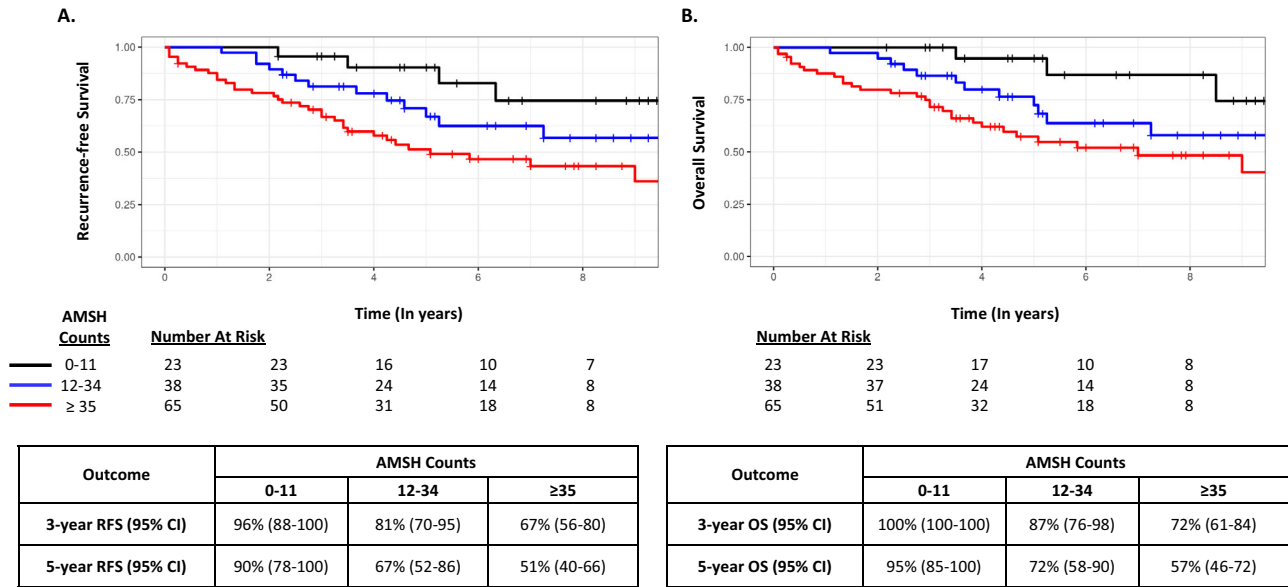 A.
Recurrence-free Survival
1.00
0.75
0.50
0.25
0.00
0 2 4 6 8
Time (In years)
B.
Overall Survival
1.00
0.75
0.50
0.25
0.00
0 2 4 6 8
Time (In years)
AMSH
Counts
Number At Risk
0-11 23 23 16 10 7
12-34 38 35 24 14 8
≥ 35 65 50 31 18 8
Number At Risk
23 23 17 10 8
38 37 24 14 8
65 51 32 18 8
Outcome AMSH Counts
0-11 12-34 ≥35
3-year RFS (95% CI) 96% (88-100) 81% (70-95) 67% (56-80)
5-year RFS (95% CI) 90% (78-100) 67% (52-86) 51% (40-66)
Outcome AMSH Counts
0-11 12-34 ≥35
3-year OS (95% CI) 100% (100-100) 87% (76-98) 72% (61-84)
5-year OS (95% CI) 95% (85-100) 72% (58-90) 57% (46-72)